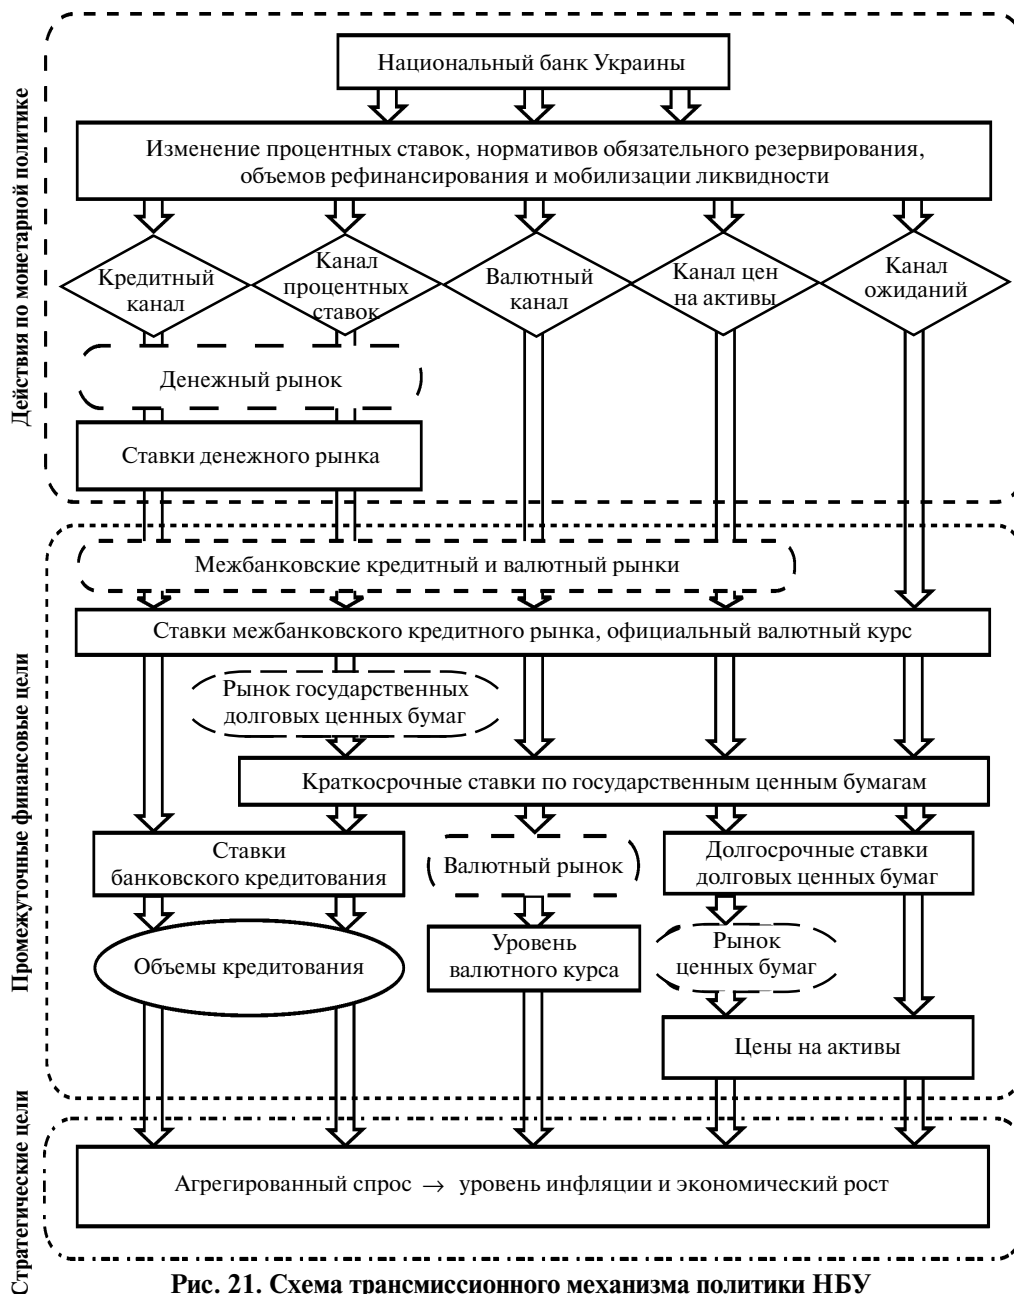 Национальный банк Украины
Изменение процентных ставок, нормативов обязательного резервирования,
объемов рефинансирования и мобилизации ликвидности
Кредитный
канал
Канал
процентных
ставок
Валютный
канал
Канал цен
на активы
Канал
ожиданий
Денежный рынок
Ставки денежного рынка
Действия по монетарной политике
Межбанковские кредитный и валютный рынки
Ставки межбанковского кредитного рынка, официальный валютный курс
Рынок государственных
долговых ценных бумаг
Краткосрочные ставки по государственным ценным бумагам
Ставки
банковского кредитования
Валютный рынок
Долгосрочные ставки
долговых ценных бумаг
Объемы кредитования
Уровень
валютного курса
Рынок
ценных бумаг
Цены на активы
Промежуточные финансовые цели
Агрегированный спрос → уровень инфляции и экономический рост
Стратегические цели
Рис. 21. Схема трансмиссионного механизма политики НБУ